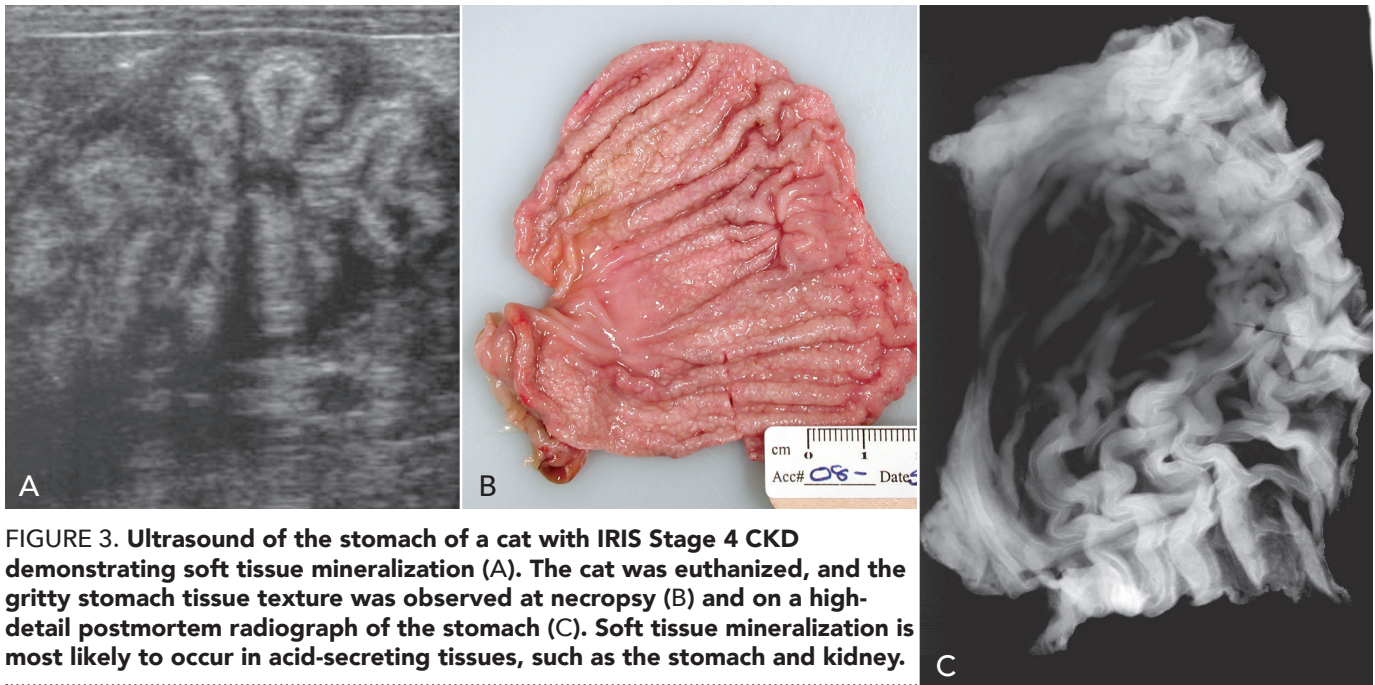 A
B
C
cm 0 1
Acc# 08- Date
FIGURE 3. Ultrasound of the stomach of a cat with IRIS Stage 4 CKD
demonstrating soft tissue mineralization (A). The cat was euthanized, and the
gritty stomach tissue texture was observed at necropsy (B) and on a high-
detail postmortem radiograph of the stomach (C). Soft tissue mineralization is
most likely to occur in acid-secreting tissues, such as the stomach and kidney.